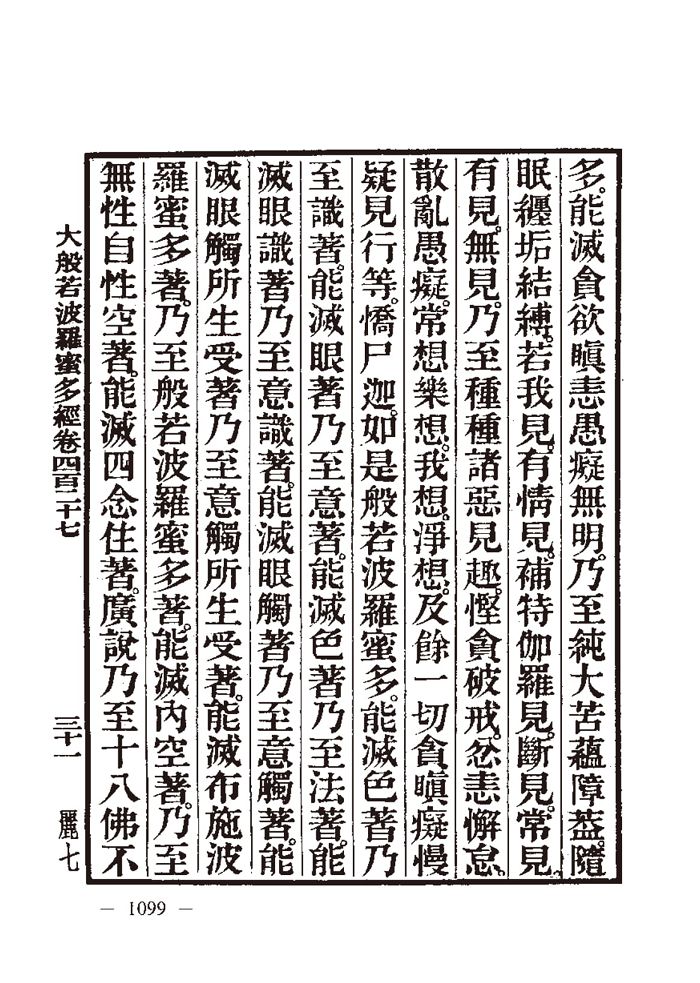 多。能滅貪欲瞋恚愚癡無明。乃至純大苦蘊障蓋。隨
眠纏垢結縛。若我見。有情見。補特伽羅見。斷見。常見。
有見。無見。乃至種種諸惡見趣。慳貪破戒。忿恚懈怠。
散亂愚癡。常想樂想。我想。淨想。及餘一切貪瞋癡慢
疑見行等。憍尸迦。如是般若波羅蜜多。能滅色著乃
至識著。能滅眼著乃至意著。能滅色著乃至法著。能
滅眼識著乃至意識著。能滅眼觸著乃至意觸著。能
滅眼觸所生受著乃至意觸所生受著。能滅布施波
羅蜜多著。乃至般若波羅蜜多著。能滅內空著。乃至
無性自性空著。能滅四念住著。廣說乃至十八佛不
大般若波羅蜜多經卷四百二十七
三十一
麗七
— 1099 —